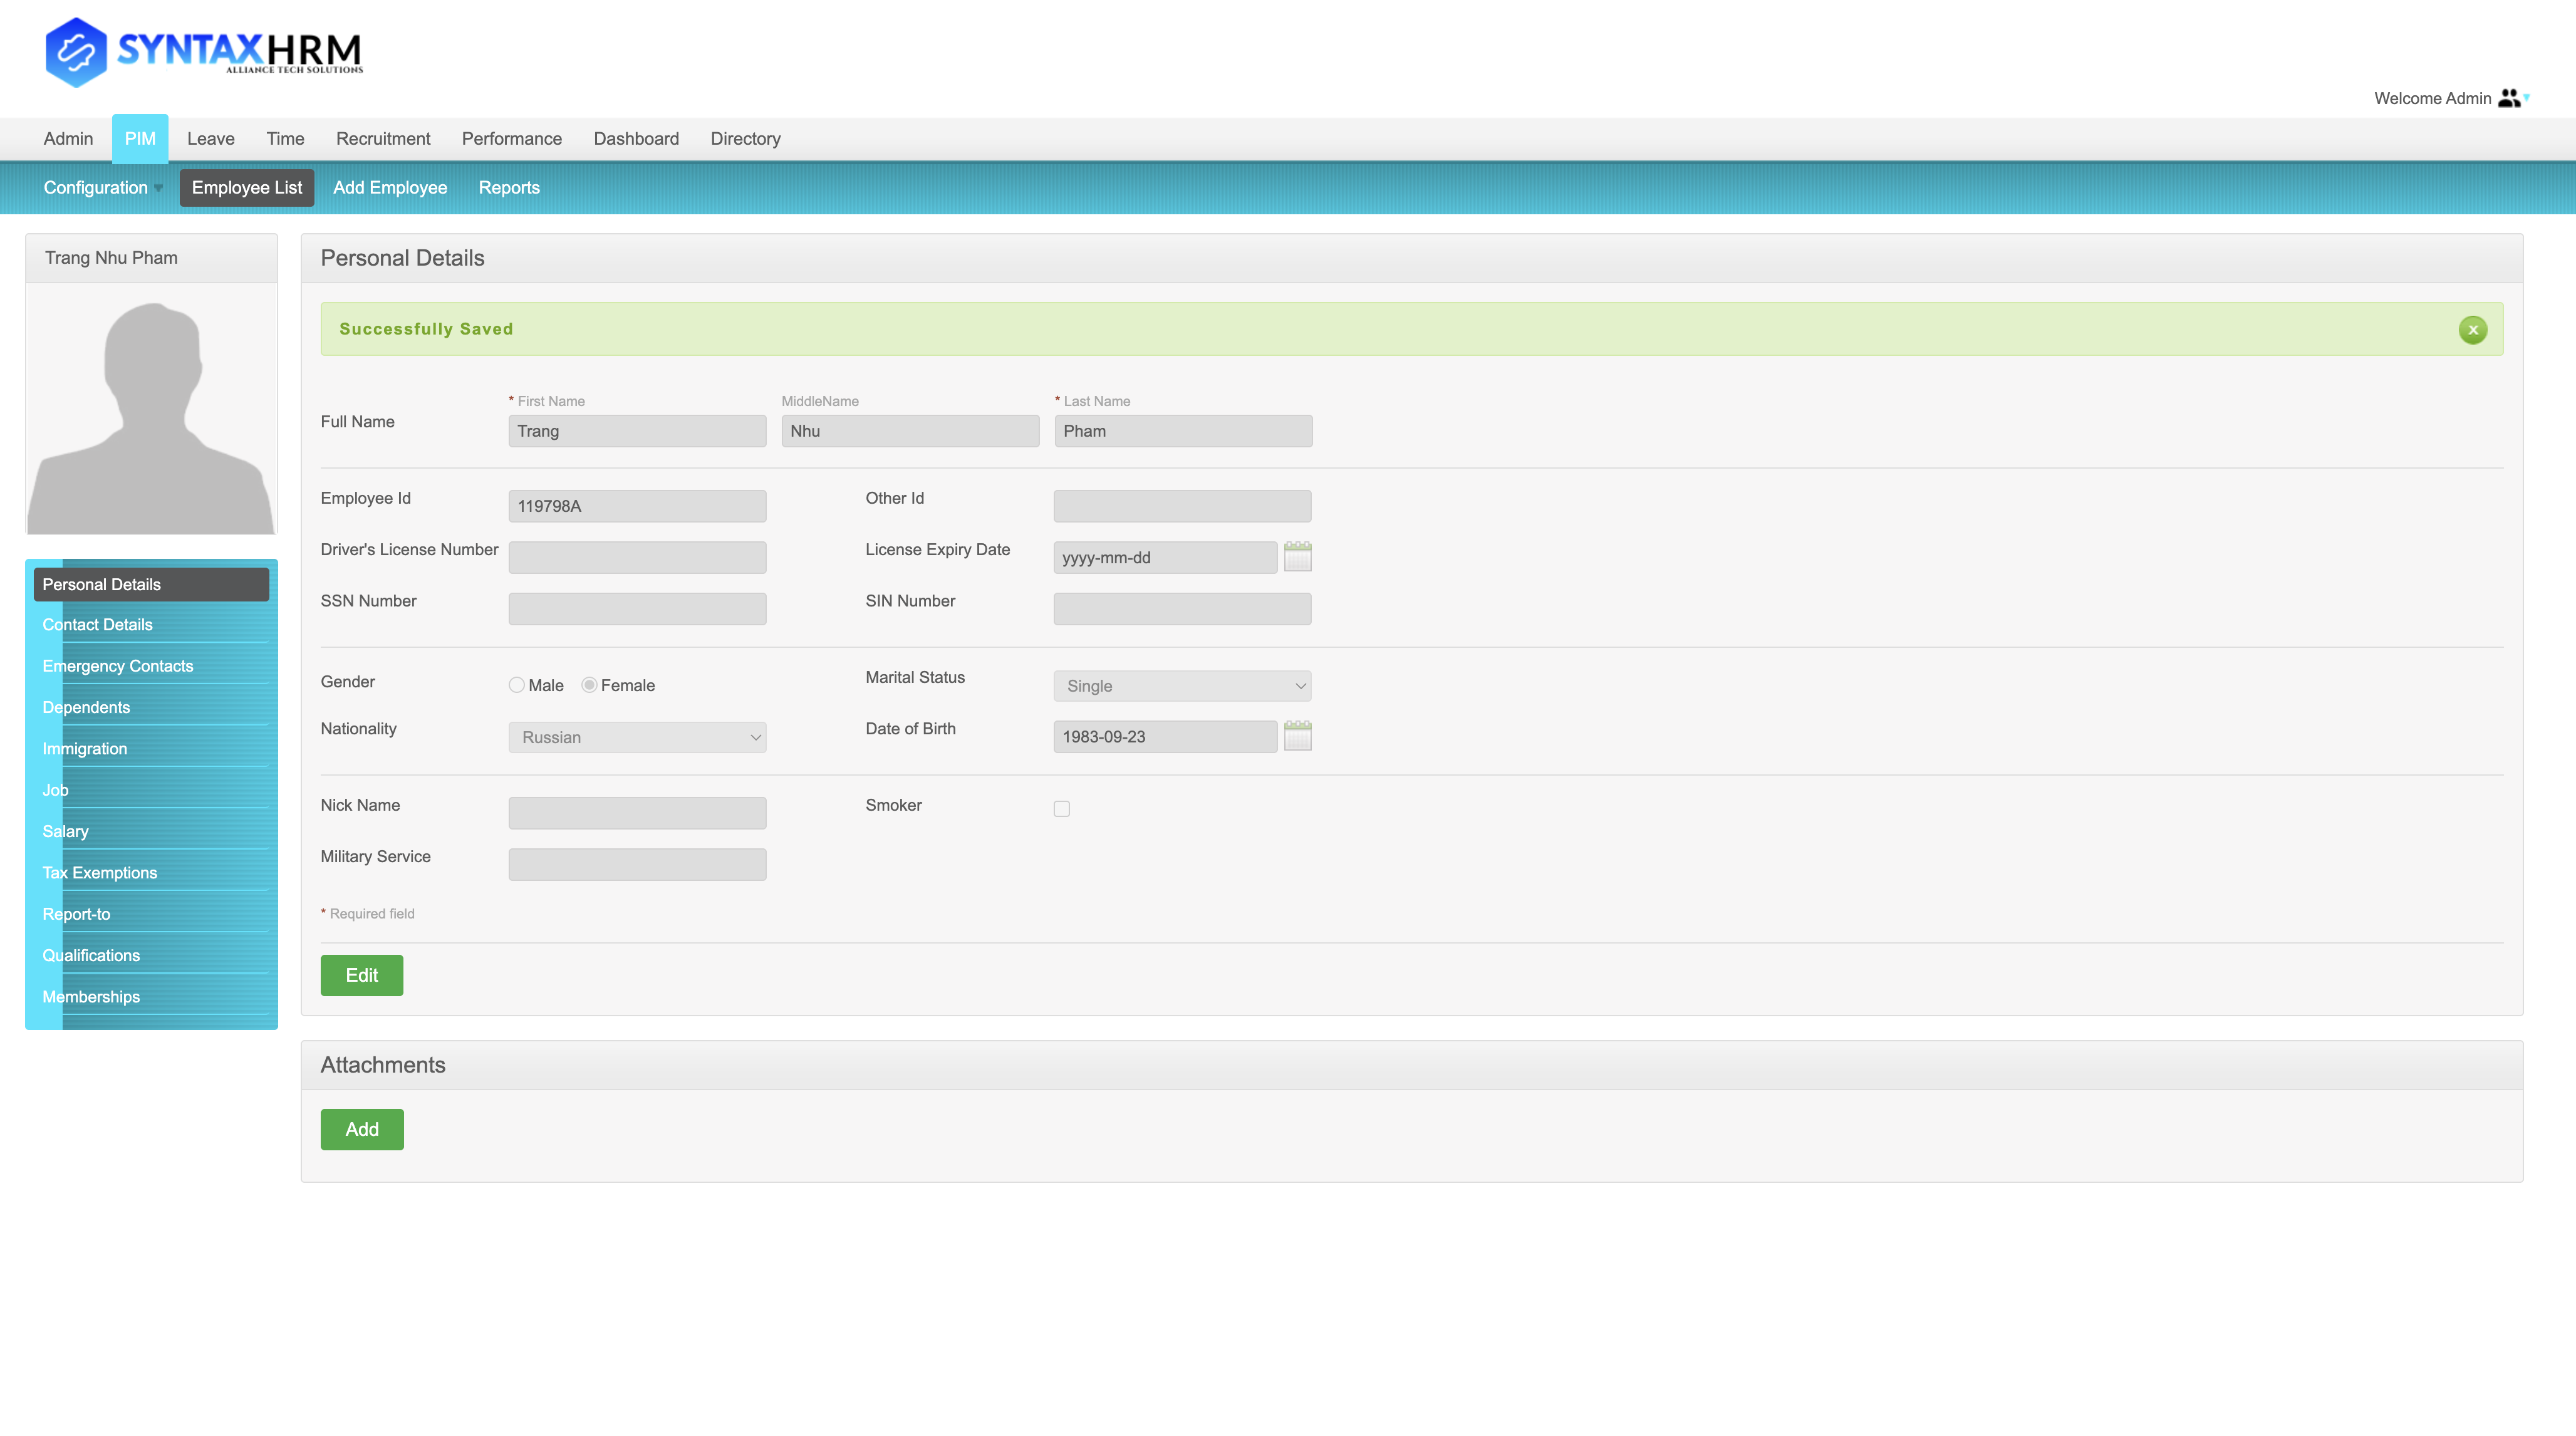 SYNTAXHRM
ALLIANCE TECH SOLUTIONS
Welcome Admin
Admin PIM Leave Time Recruitment Performance Dashboard Directory
Configuration Employee List Add Employee Reports
Trang Nhu Pham
Personal Details
Contact Details
Emergency Contacts
Dependents
Immigration
Job
Salary
Tax Exemptions
Report-to
Qualifications
Memberships
Personal Details
Successfully Saved
* First Name MiddleName * Last Name
Full Name Trang Nhu Pham
Employee Id 119798A Other Id
Driver's License Number License Expiry Date yyyy-mm-dd
SSN Number SIN Number
Gender Male Female Marital Status Single
Nationality Russian Date of Birth 1983-09-23
Nick Name Smoker
Military Service
* Required field
Edit
Attachments
Add